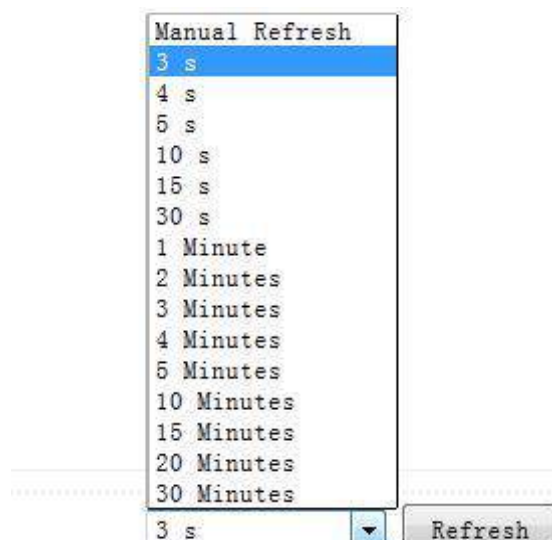 Manual Refresh
3 s
4 s
5 s
10 s
15 s
30 s
1 Minute
2 Minutes
3 Minutes
4 Minutes
5 Minutes
10 Minutes
15 Minutes
20 Minutes
30 Minutes
3 s Refresh